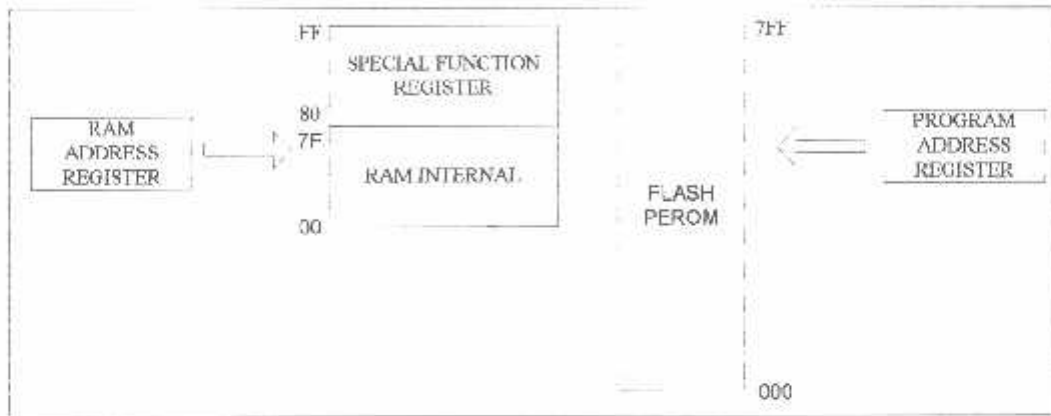 FF
SPECIAL FUNCTION
REGISTER
80
7F
RAM INTERNAL
00
RAM
ADDRESS
REGISTER
FLASH
PEROM
7FF
000
PROGRAM
ADDRESS
REGISTER